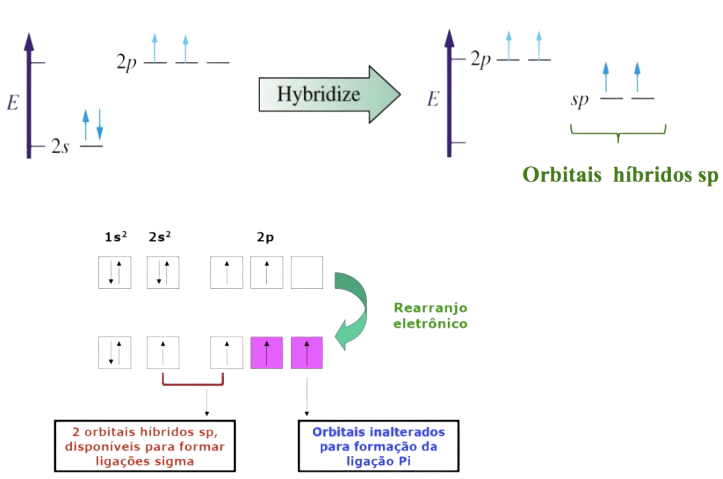 2p
2p
E
Hybridize
E
sp
2s
Orbitais híbridos sp
1s² 2s² 2p
Rearranjo
eletrônico
2 orbitais híbridos sp,
disponíveis para formar
ligações sigma
Orbitais inalterados
para formação da
ligação Pi